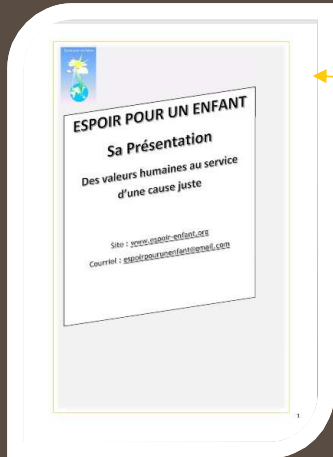 ESPOIR POUR UN ENFANT
Sa Présentation
Des valeurs humaines au service
d'une cause juste
Site : www.espoir-enfant.org
Courriel : espoirpourunenfant@gmail.com
1